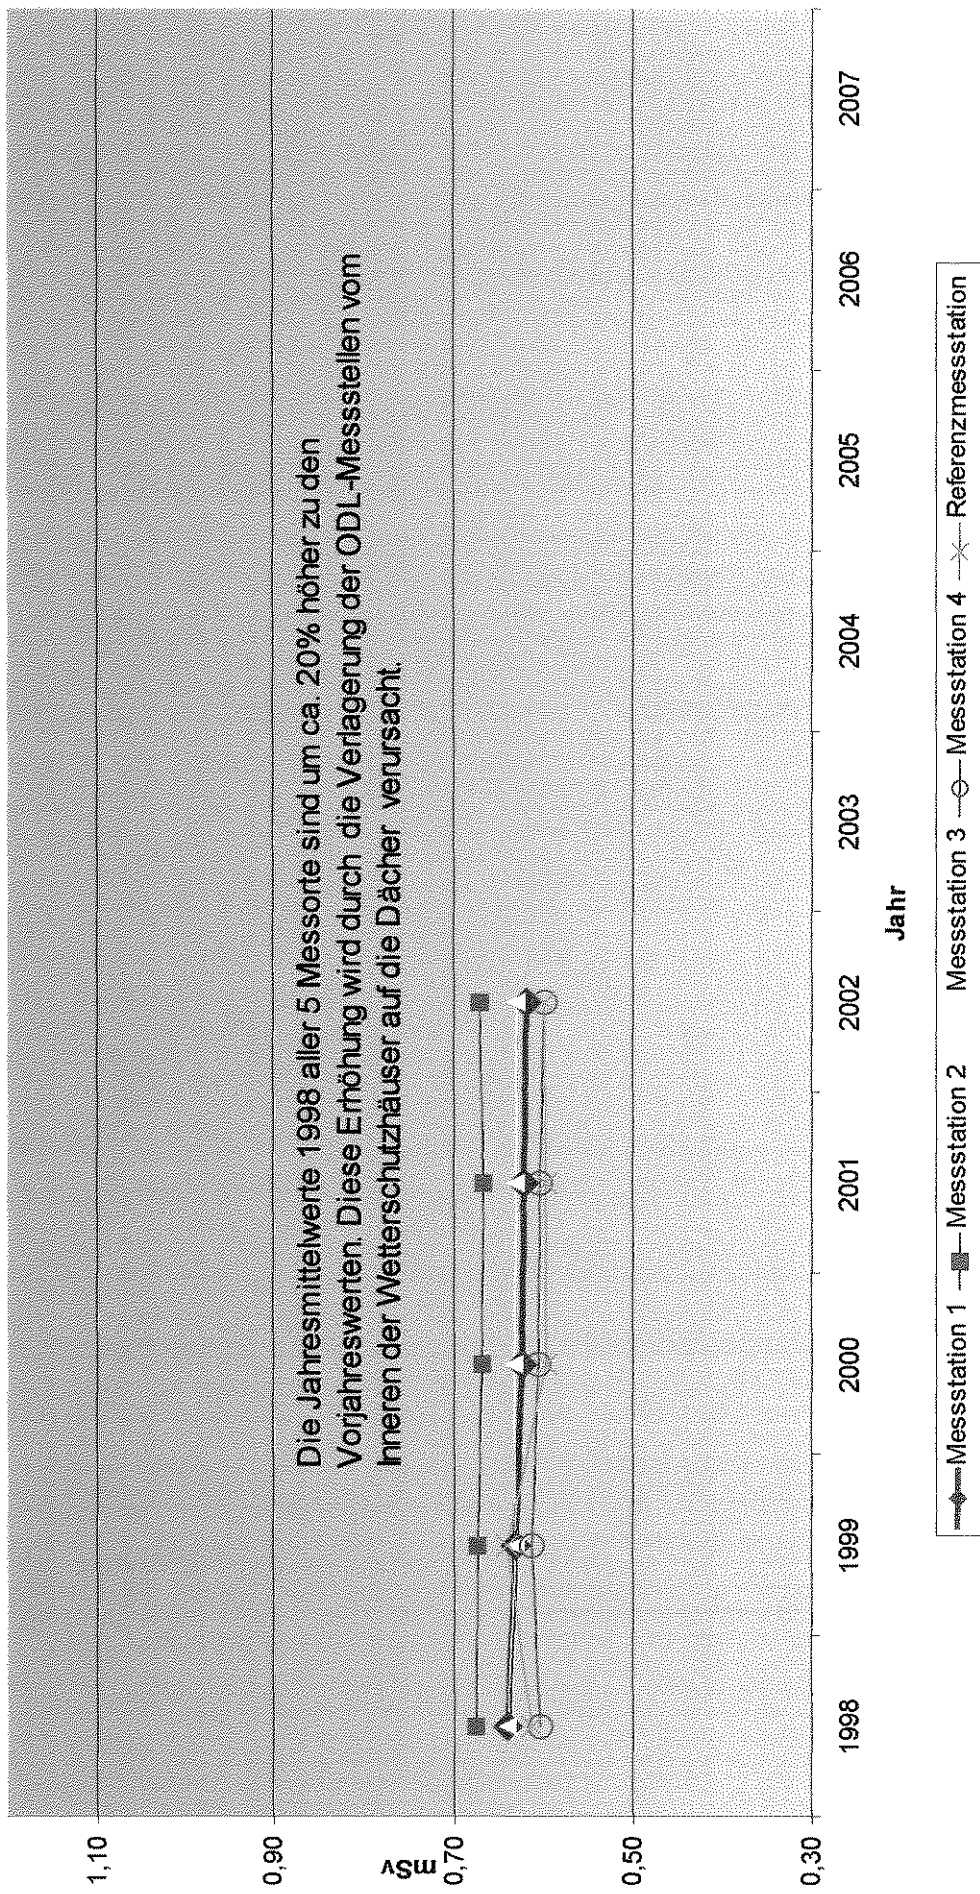 1,10
0,90
0,70
0,50
0,30
mSv
Die Jahresmittelwerte 1998 aller 5 Messorte sind um ca. 20% höher zu den
Vorjahreswerten. Diese Erhöhung wird durch die Verlagerung der ODL-Messstellen vom
Inneren der Wetterschutzhäuser auf die Dächer verursacht.
1998 1999 2000 2001 2002 2003 2004 2005 2006 2007
Jahr
Messstation 1 Messstation 2 Messstation 3 Messstation 4 Referenzmessstation